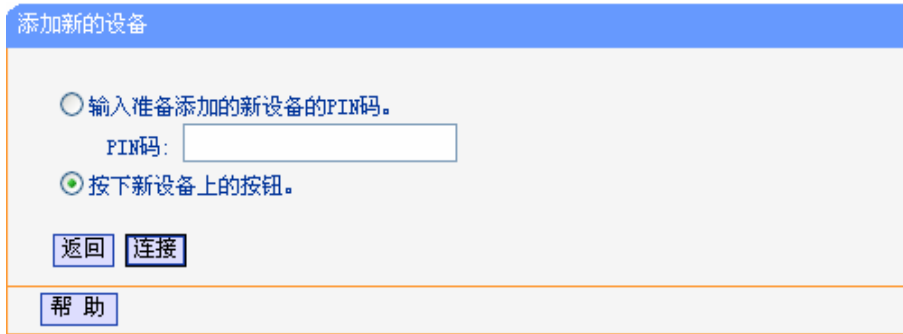 添加新的设备
输入准备添加的新设备的PIN码。
PIN码:
按下新设备上的按钮。
返回 连接
帮 助